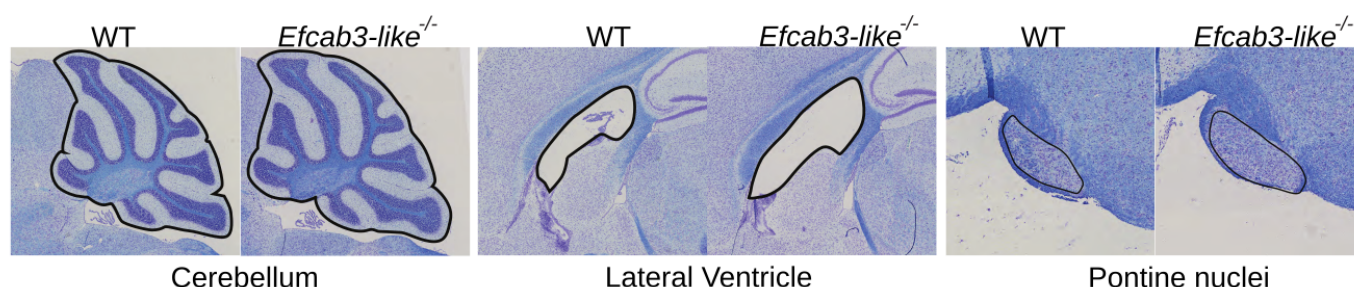 WT Efcab3-like-/- WT Efcab3-like-/- WT Efcab3-like-/-
Cerebellum Lateral Ventricle Pontine nuclei